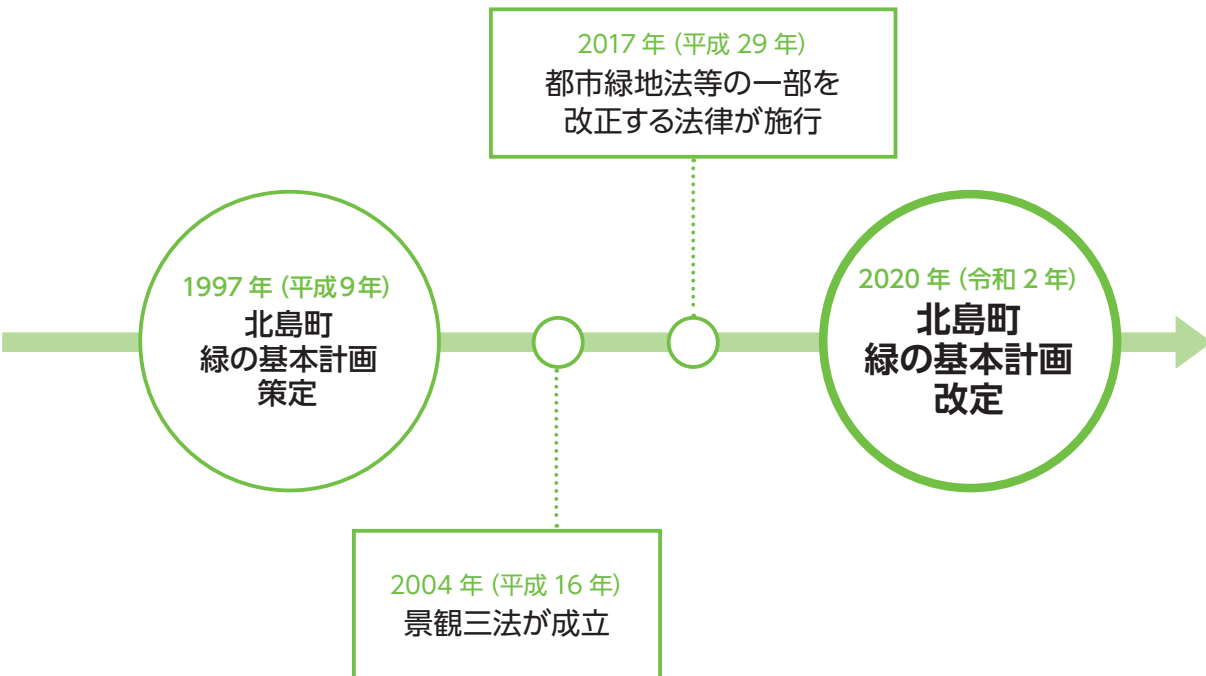 2017 年 (平成 29 年)
都市緑地法等の一部を
改正する法律が施行
1997 年 (平成9年)
北島町
緑の基本計画
策定
2020 年 (令和 2 年)
北島町
緑の基本計画
改定
2004 年 (平成 16 年)
景観三法が成立